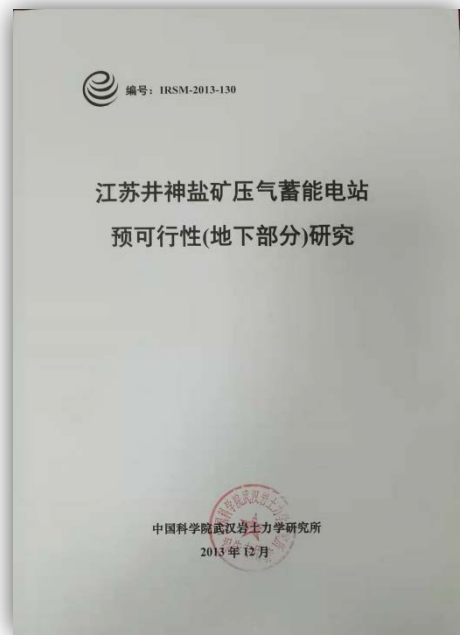 编号：IRSM-2013-130
江苏井神盐矿压气蓄能电站
预可行性(地下部分)研究
中国科学院武汉岩土力学研究所
2013年12月